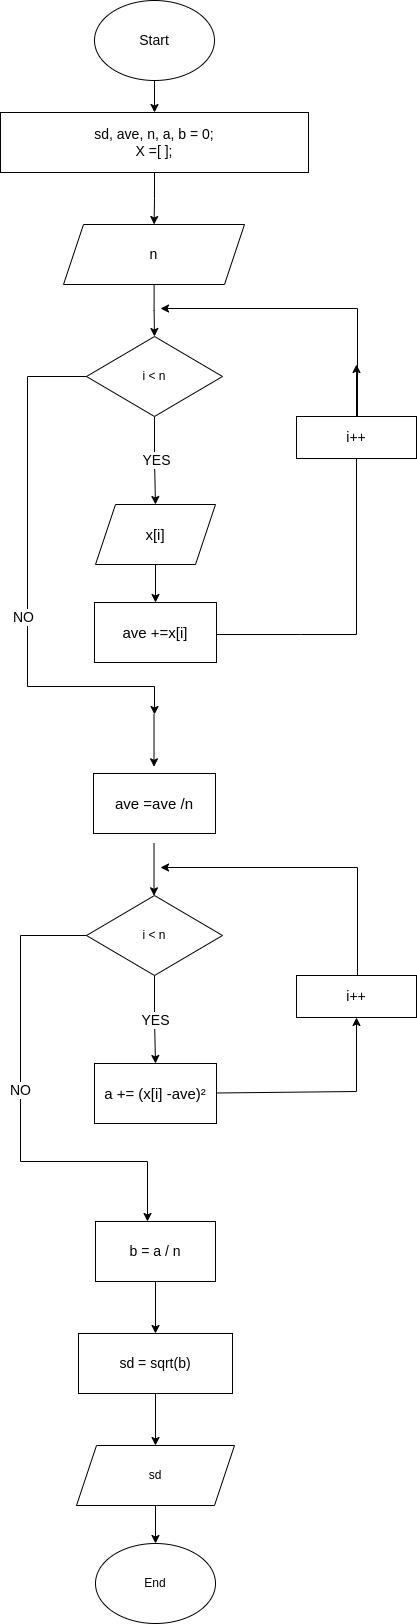 Start
sd, ave, n, a, b = 0;
X =[ ];
n
i < n
i++
YES
x[i]
NO
ave +=x[i]
ave =ave /n
i < n
i++
YES
a += (x[i] -ave)²
NO
b = a / n
sd = sqrt(b)
sd
End